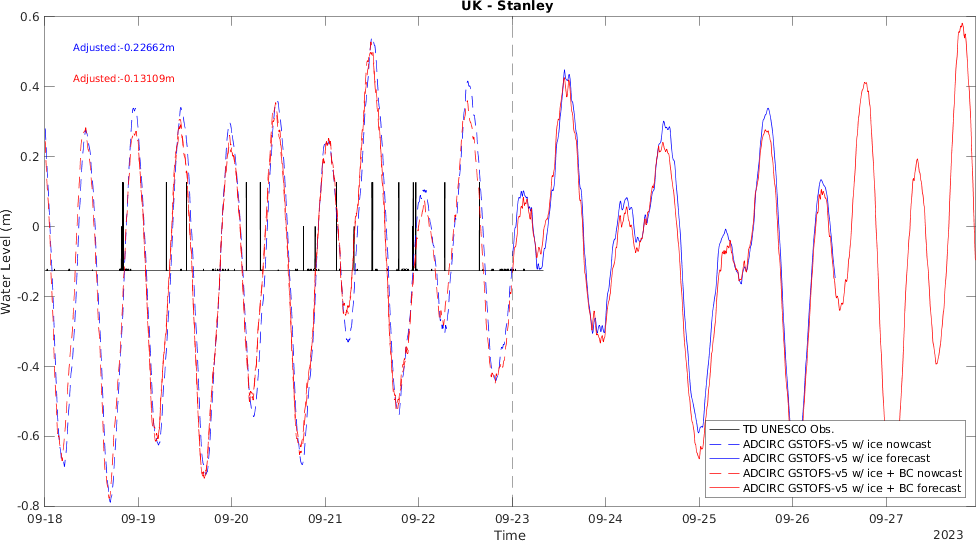 UK - Stanley
Adjusted:-0.22662m
Adjusted:-0.13109m
Water Level (m)
0.6
0.4
0.2
0
-0.2
-0.4
-0.6
-0.8
TD UNESCO Obs.
ADCIRC GSTOFS-v5 w/ ice nowcast
ADCIRC GSTOFS-v5 w/ ice forecast
ADCIRC GSTOFS-v5 w/ ice + BC nowcast
ADCIRC GSTOFS-v5 w/ ice + BC forecast
09-18 09-19 09-20 09-21 09-22 09-23 09-24 09-25 09-26 09-27
Time
2023